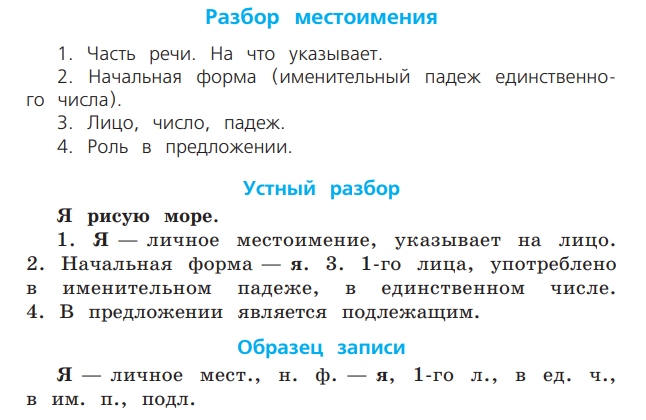 Разбор местоимения
1. Часть речи. На что указывает.
2. Начальная форма (именительный падеж единственно-
го числа).
3. Лицо, число, падеж.
4. Роль в предложении.
Устный разбор
Я рисую море.
1. Я — личное местоимение, указывает на лицо.
2. Начальная форма — я. 3. 1-го лица, употреблено
в именительном падеже, в единственном числе.
4. В предложении является подлежащим.
Образец записи
Я — личное мест., н. ф. — я, 1-го л., в ед. ч.,
в им. п., подл.